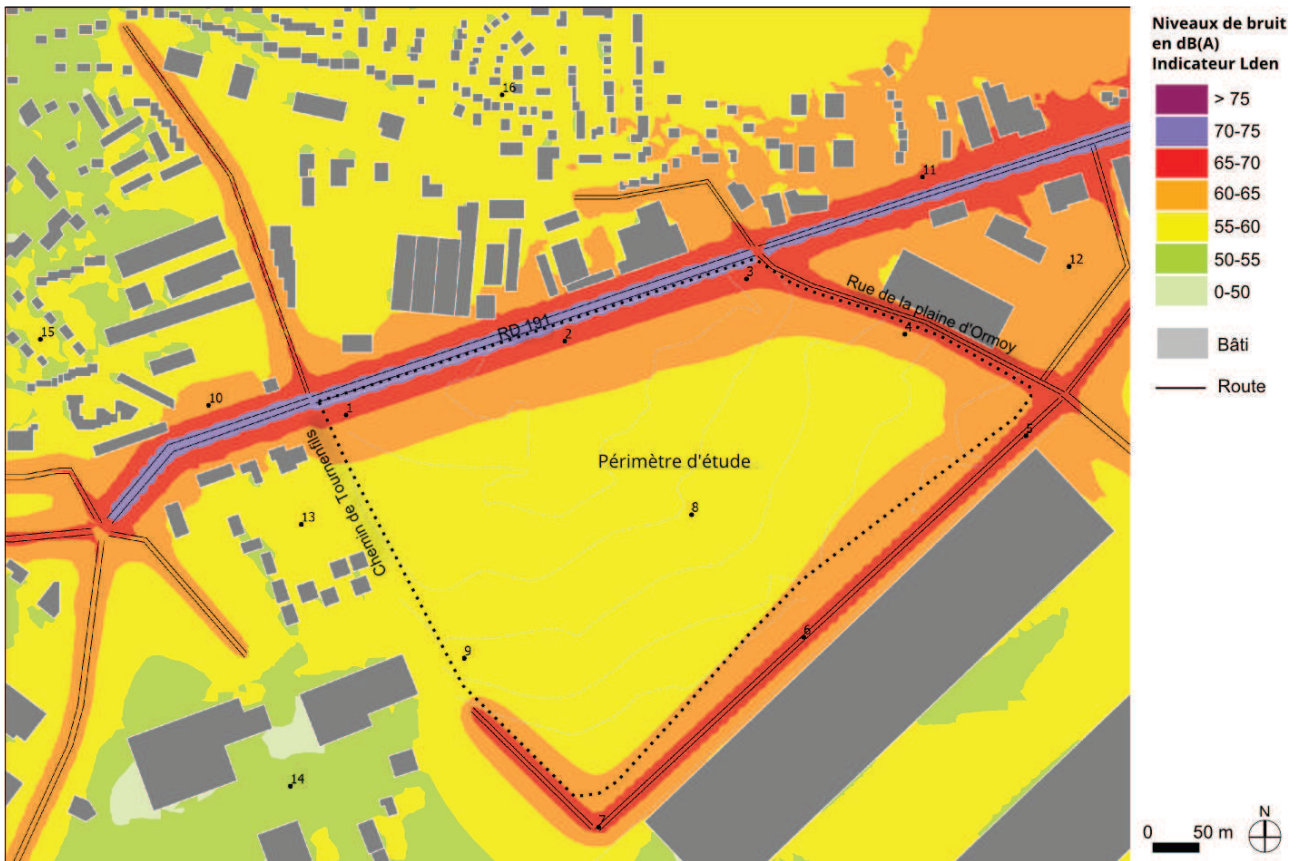 Niveaux de bruit
en dB(A)
Indicateur Lden
> 75
70-75
65-70
60-65
55-60
50-55
0-50
Bâti
Route
16
11
12
3
RD 191
2
Rue de la plaine d'Ormoy
4
15
10
1
5
Périmètre d'étude
Chemin de Tournenfils
8
13
6
9
14
7
N
0 50 m